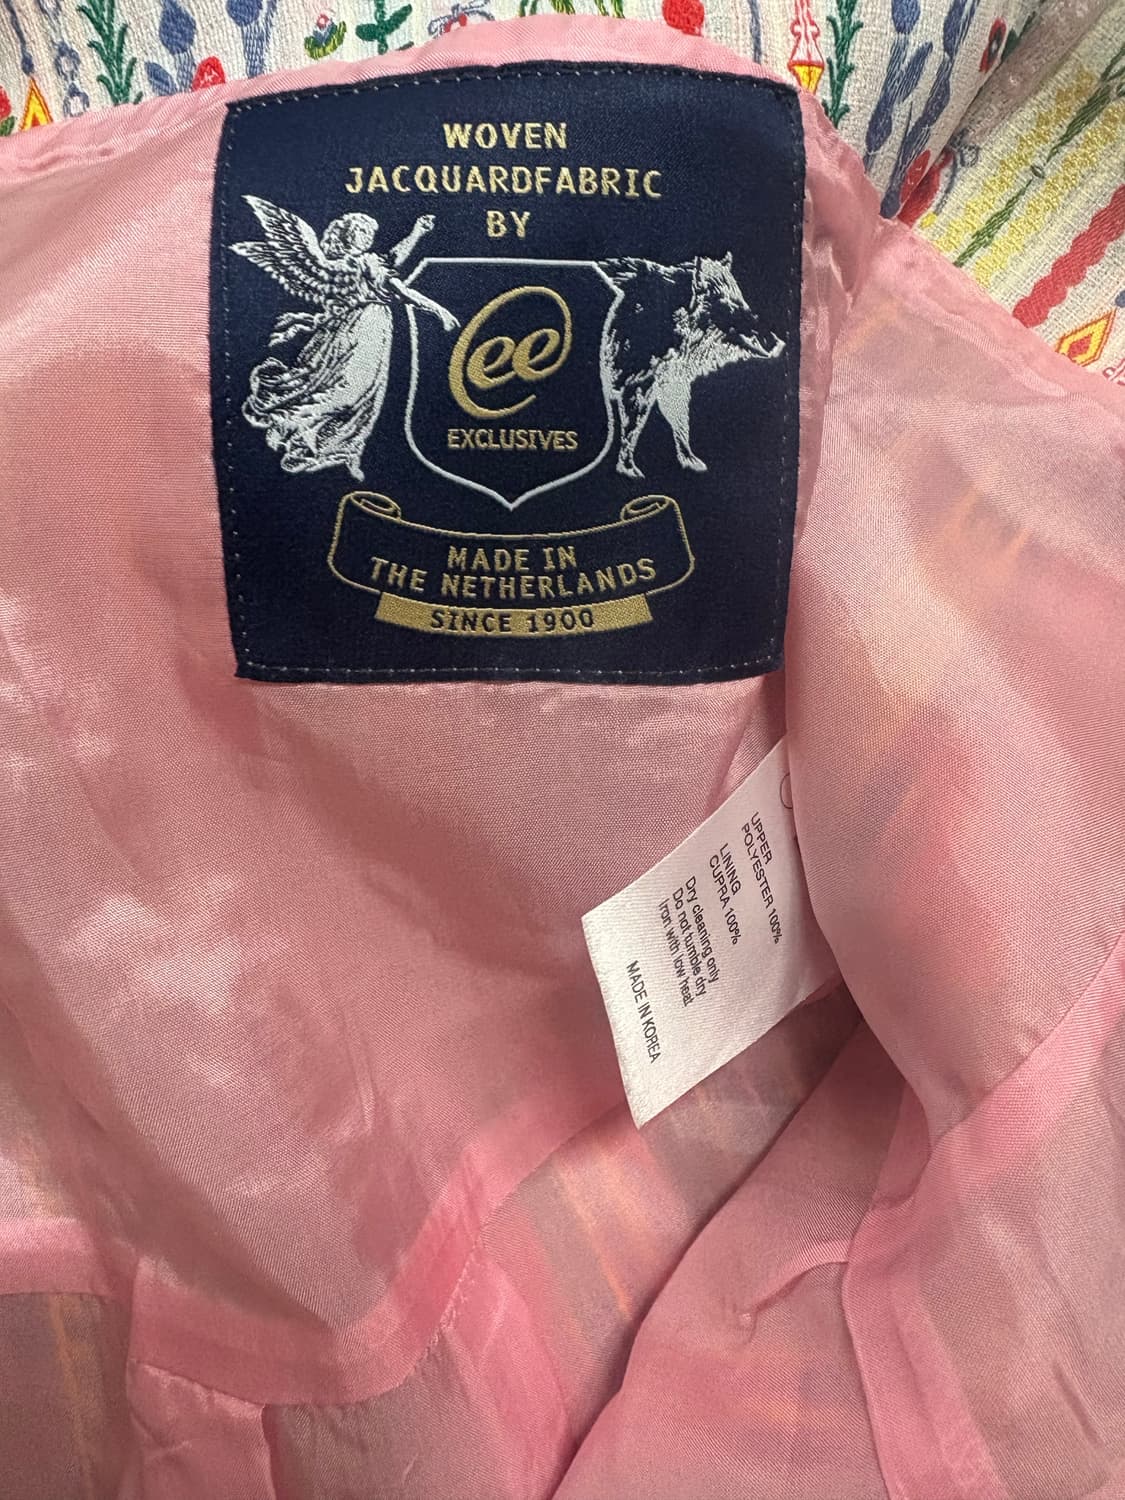 WOVEN
JACQUARDFABRIC
BY
Cee
EXCLUSIVES
MADE IN
THE NETHERLANDS
SINCE 1900
UPPER
POLYESTER 100%
LINING
CUPRA 100%
Dry cleaning only
Do not tumble dry
Iron with low heat
MADE IN KOREA